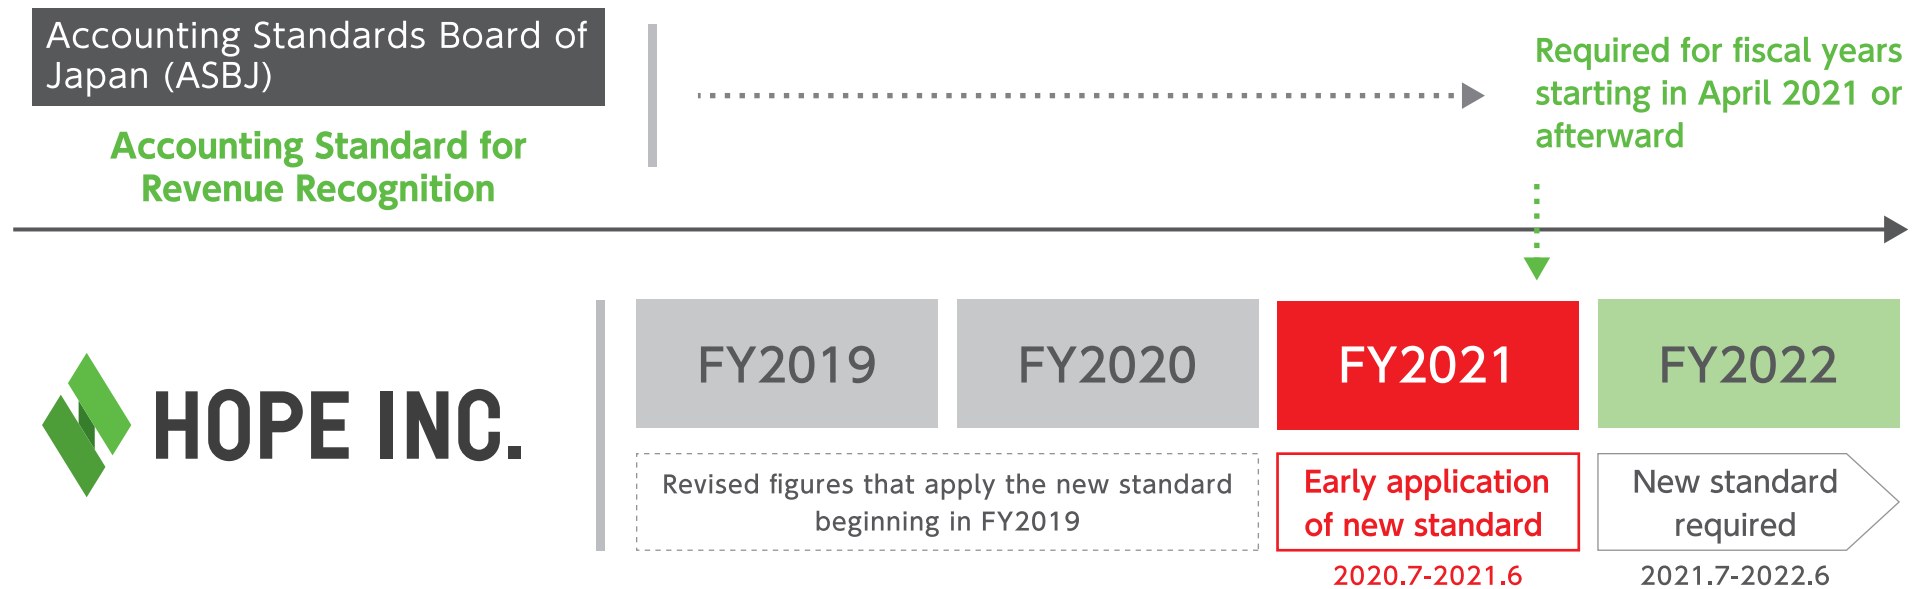 Accounting Standards Board of
Japan (ASBJ)
Accounting Standard for
Revenue Recognition
Required for fiscal years
starting in April 2021 or
afterward
HOPE INC.
FY2019
FY2020
FY2021
FY2022
Revised figures that apply the new standard
beginning in FY2019
Early application
of new standard
2020.7-2021.6
New standard
required
2021.7-2022.6